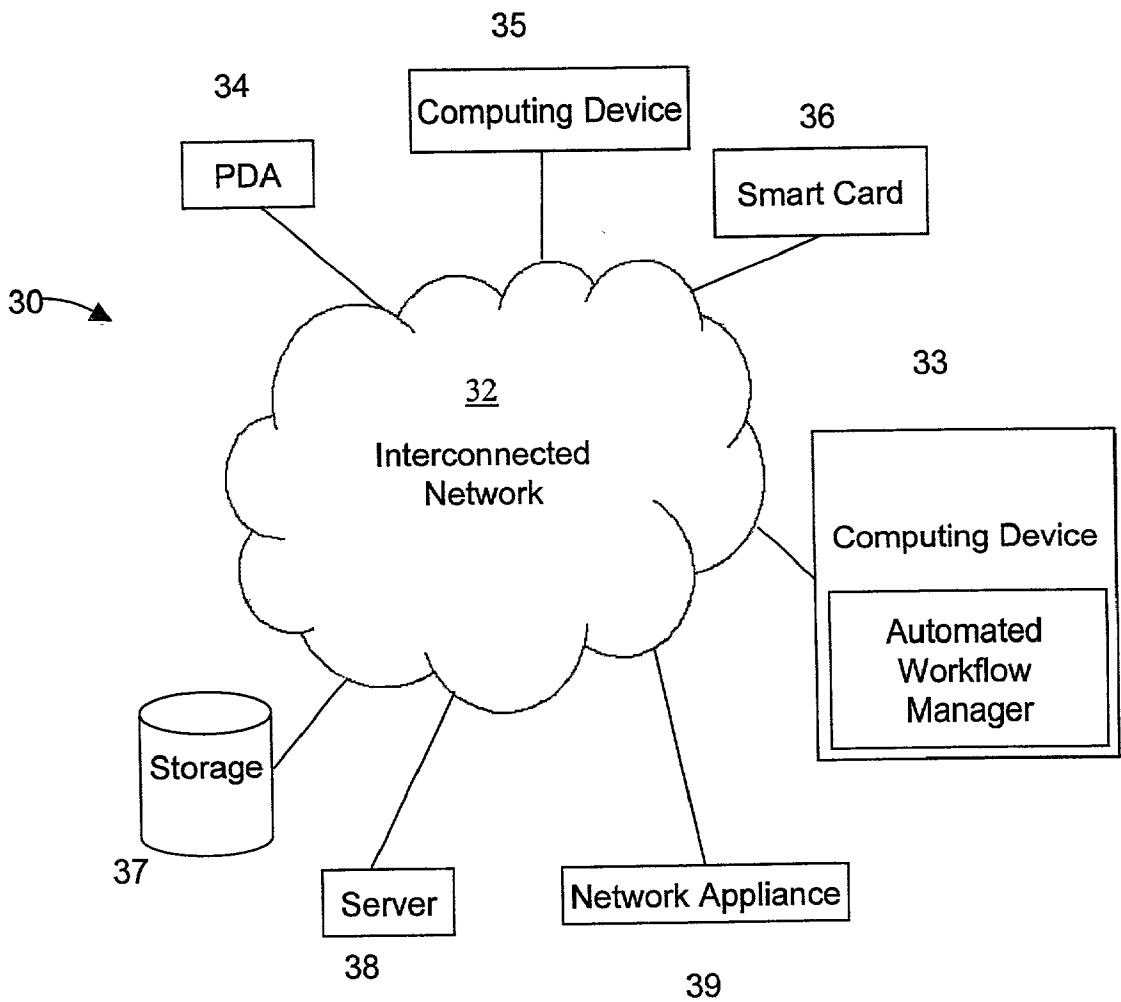 35
34
Computing Device
36
PDA
Smart Card
30
33
32
Interconnected
Network
Computing Device
Automated
Workflow
Manager
Storage
37
Server
Network Appliance
38
39